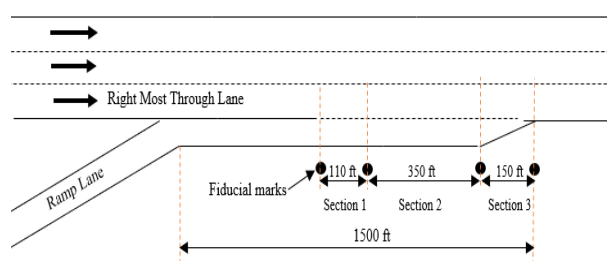 Right Most Through Lane
Ramp Lane
Fiducial marks
110 ft
350 ft
150 ft
Section 1
Section 2
Section 3
1500 ft